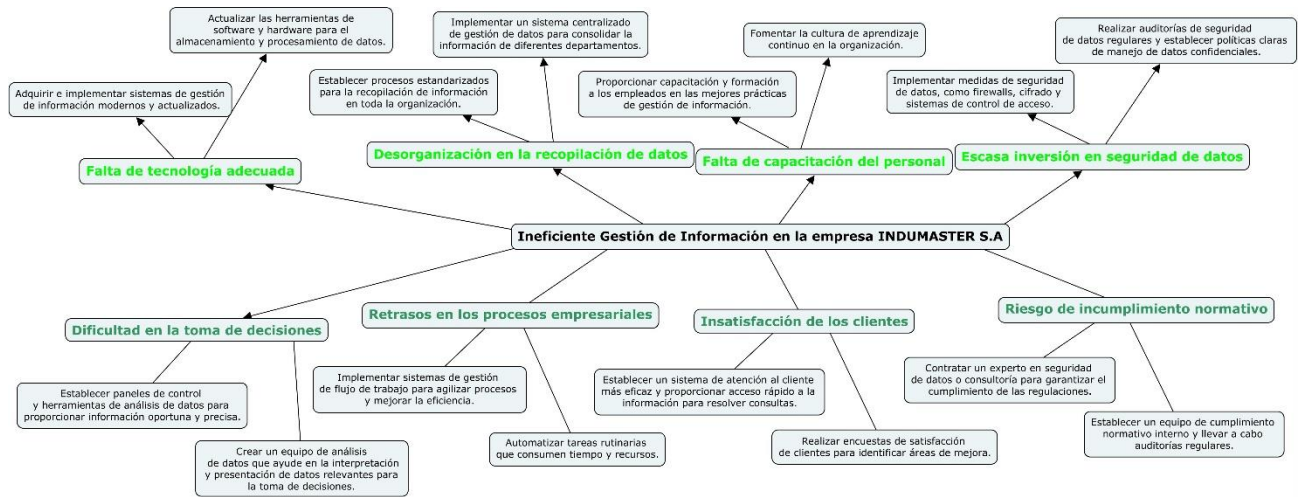 Actualizar las herramientas de
software y hardware para el
almacenamiento y procesamiento de datos.
Implementar un sistema centralizado
de gestión de datos para consolidar la
información de diferentes departamentos.
Fomentar la cultura de aprendizaje
continuo en la organización.
Realizar auditorías de seguridad
de datos regulares y establecer políticas claras
de manejo de datos confidenciales.
Adquirir e implementar sistemas de gestión
de información modernos y actualizados.
Establecer procesos estandarizados
para la recopilación de información
en toda la organización.
Proporcionar capacitación y formación
a los empleados en las mejores prácticas
de gestión de información.
Implementar medidas de seguridad
de datos, como firewalls, cifrado y
sistemas de control de acceso.
Falta de tecnología adecuada
Desorganización en la recopilación de datos
Falta de capacitación del personal
Escasa inversión en seguridad de datos
Ineficiente Gestión de Información en la empresa INDUMASTER S.A
Dificultad en la toma de decisiones
Retrasos en los procesos empresariales
Insatisfacción de los clientes
Riesgo de incumplimiento normativo
Establecer paneles de control
y herramientas de análisis de datos para
proporcionar información oportuna y precisa.
Implementar sistemas de gestión
de flujo de trabajo para agilizar procesos
y mejorar la eficiencia.
Establecer un sistema de atención al cliente
más eficaz y proporcionar acceso rápido a la
información para resolver consultas.
Contratar un experto en seguridad
de datos o consultoría para garantizar el
cumplimiento de las regulaciones.
Crear un equipo de análisis
de datos que ayude en la interpretación
y presentación de datos relevantes para
la toma de decisiones.
Automatizar tareas rutinarias
que consumen tiempo y recursos.
Realizar encuestas de satisfacción
de clientes para identificar áreas de mejora.
Establecer un equipo de cumplimiento
normativo interno y llevar a cabo
auditorías regulares.